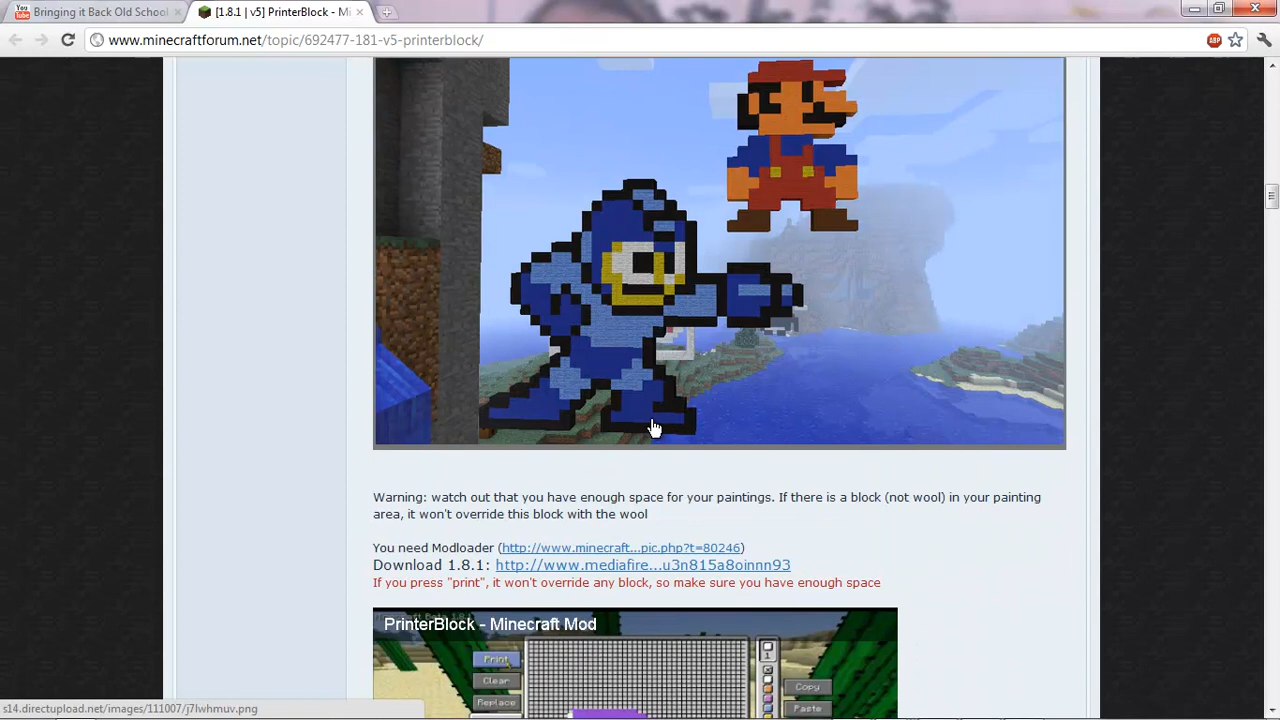 Bringing it Back Old School
[1.8.1 | v5] PrinterBlock - Mi
www.minecraftforum.net/topic/692477-181-v5-printerblock/
ABP
Warning: watch out that you have enough space for your paintings. If there is a block (not wool) in your painting
area, it won't override this block with the wool
You need Modloader (http://www.minecraft...pic.php?t=80246)
Download 1.8.1: http://www.mediafire...u3n815a8oinnn93
If you press "print", it won't override any block, so make sure you have enough space
PrinterBlock - Minecraft Mod
Print
1
Clear
Copy
Replace
Paste
s14.directupload.net/images/111007/j7lwhmuv.png